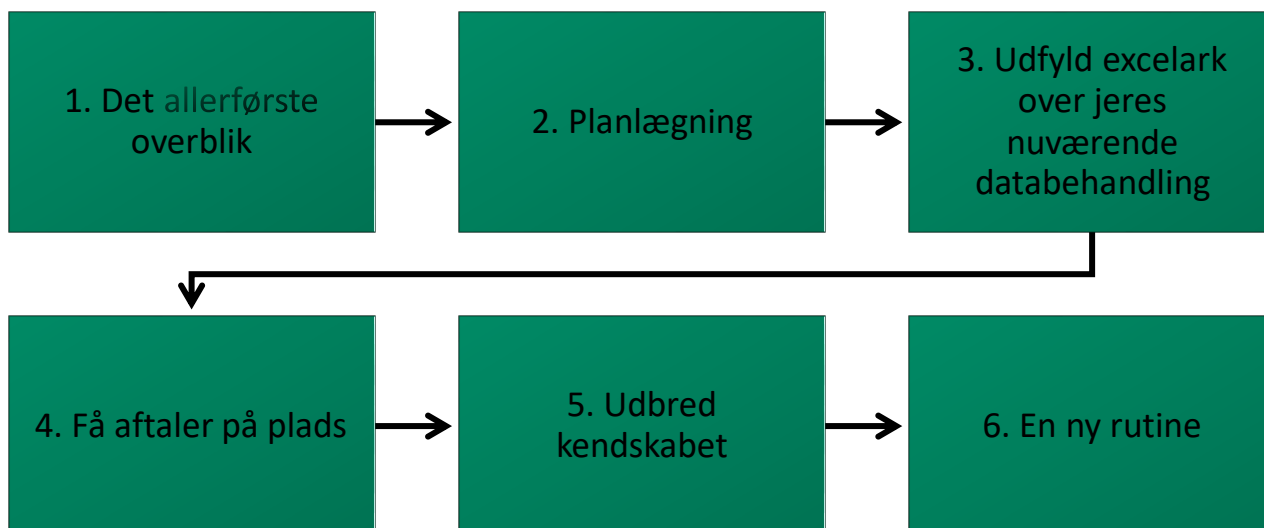 1. Det allerførste
overblik
2. Planlægning
3. Udfyld excelark
over jeres
nuværende
databehandling
4. Få aftaler på plads
5. Udbred
kendskabet
6. En ny rutine